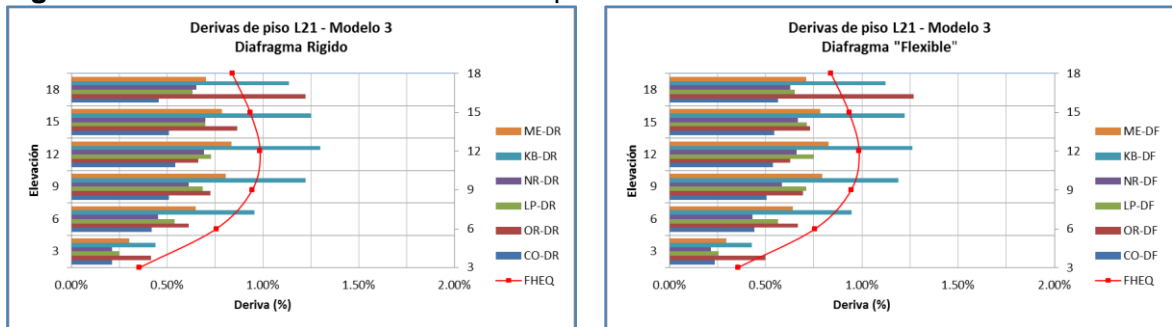 Derivas de piso L21 - Modelo 3
Diafragma Rigido
18
15
12
9
6
3
Elevación
18
15
12
9
6
3
0.00%
0.50%
1.00%
1.50%
2.00%
Deriva (%)
ME-DR
KB-DR
NR-DR
LP-DR
OR-DR
CO-DR
FHEQ
Derivas de piso L21 - Modelo 3
Diafragma "Flexible"
18
15
12
9
6
3
Elevación
18
15
12
9
6
3
0.00%
0.50%
1.00%
1.50%
2.00%
Deriva (%)
ME-DF
KB-DF
NR-DF
LP-DF
OR-DF
CO-DF
FHEQ